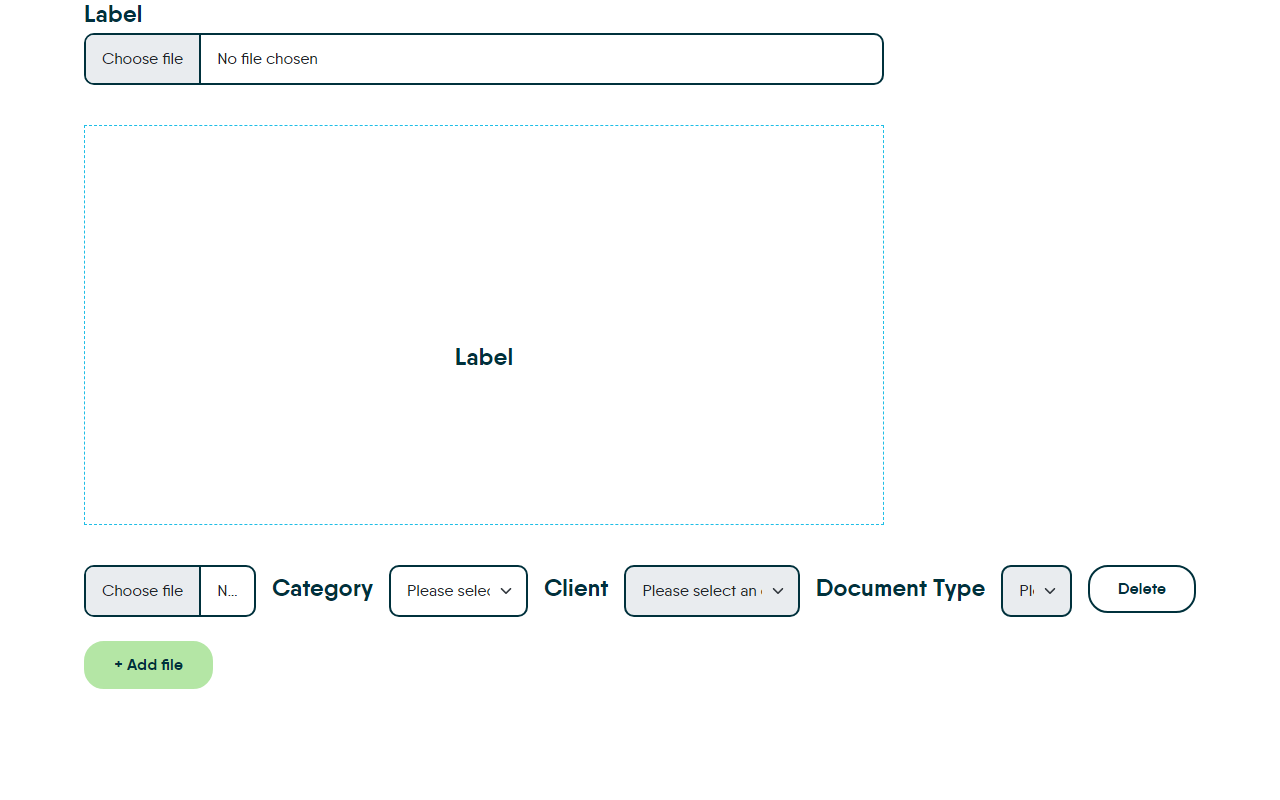 Label
Choose file No file chosen
Label
Choose file N... Category Please selec Client Please select an Document Type Ple Delete
+ Add file